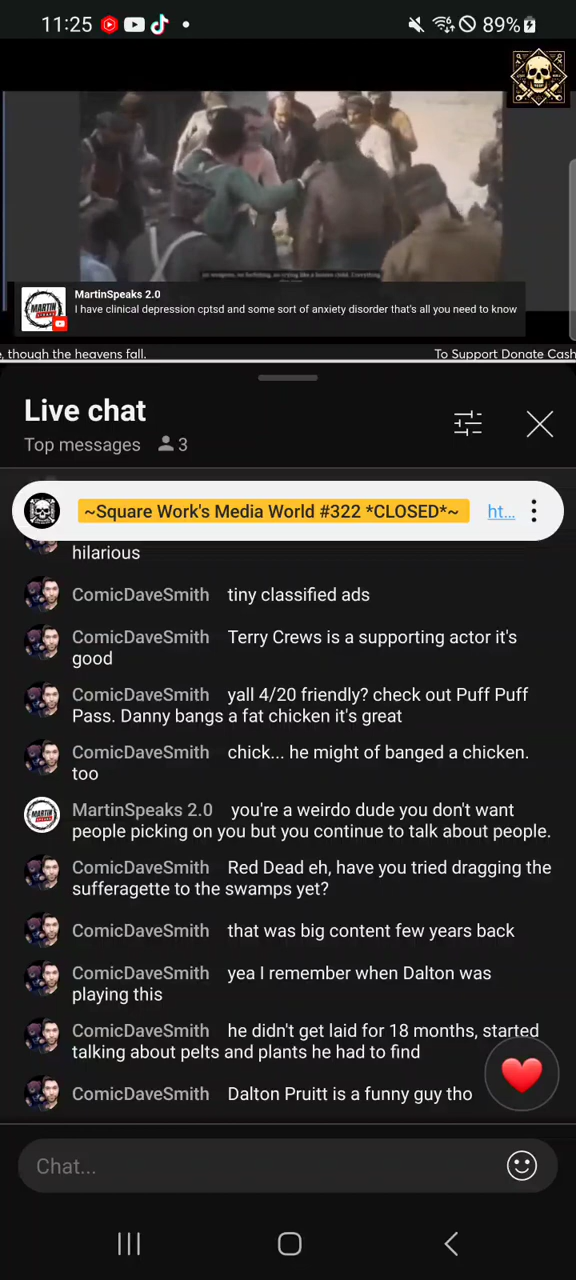 11:25
89%
MartinSpeaks 2.0
I have clinical depression cptsd and some sort of anxiety disorder that's all you need to know
, though the heavens fall.
To Support Donate Cash
Live chat
Top messages 3
~Square Work's Media World #322 *CLOSED*~ ht...
hilarious
ComicDaveSmith tiny classified ads
ComicDaveSmith Terry Crews is a supporting actor it's
good
ComicDaveSmith yall 4/20 friendly? check out Puff Puff
Pass. Danny bangs a fat chicken it's great
ComicDaveSmith chick... he might of banged a chicken.
too
MartinSpeaks 2.0 you're a weirdo dude you don't want
people picking on you but you continue to talk about people.
ComicDaveSmith Red Dead eh, have you tried dragging the
sufferagette to the swamps yet?
ComicDaveSmith that was big content few years back
ComicDaveSmith yea I remember when Dalton was
playing this
ComicDaveSmith he didn't get laid for 18 months, started
talking about pelts and plants he had to find
ComicDaveSmith Dalton Pruitt is a funny guy tho
Chat...